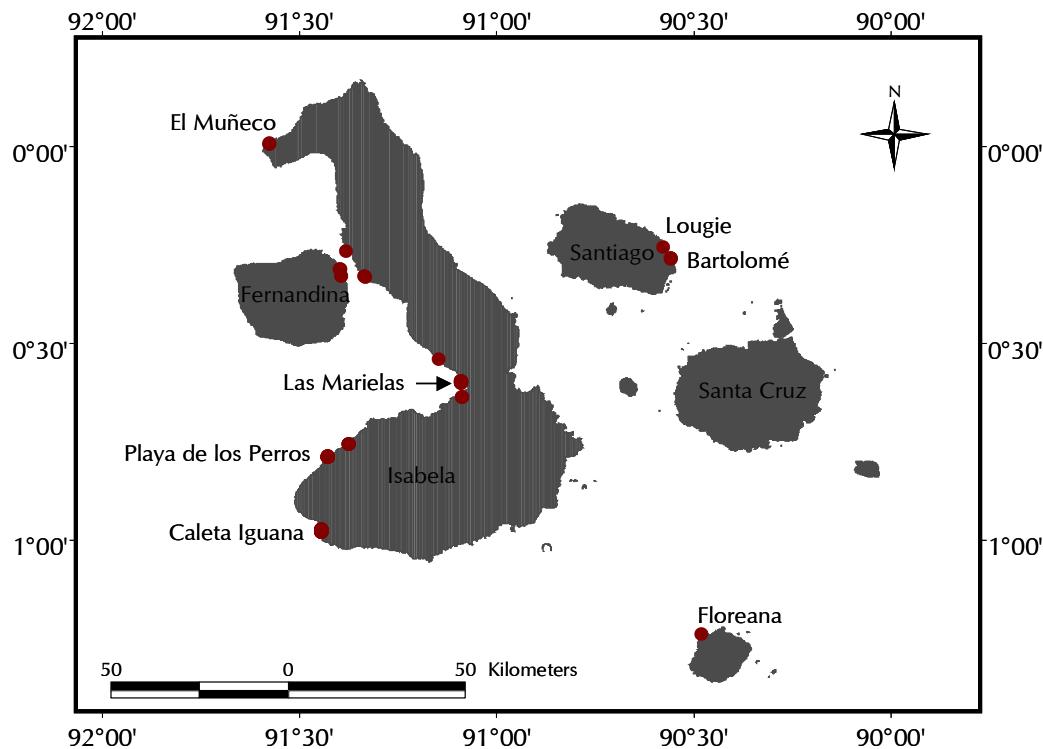 92°00' 91°30' 91°00' 90°30' 90°00'
N
El Muñeco
0°00' 0°00'
Lougie
Santiago
Bartolomé
Fernandina
0°30' 0°30'
Las Marielas
Santa Cruz
Playa de los Perros
Isabela
Caleta Iguana
1°00' 1°00'
Floreana
50 0 50 Kilometers
92°00' 91°30' 91°00' 90°30' 90°00'